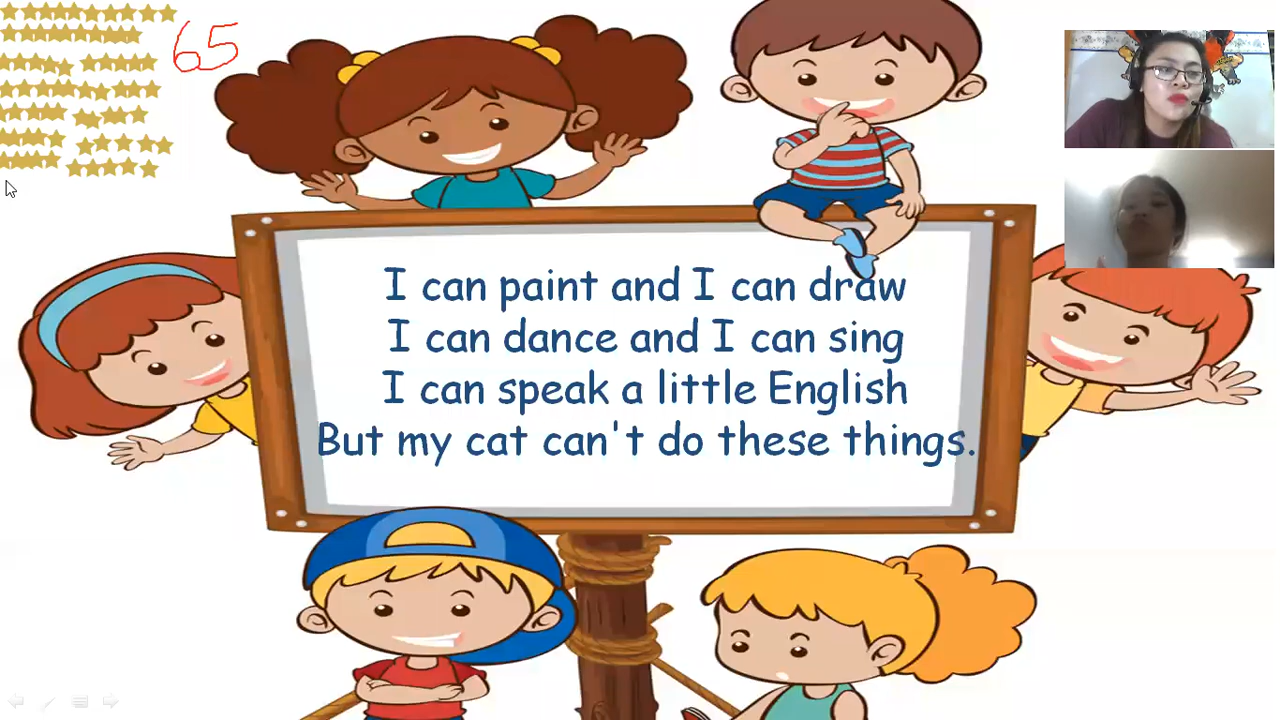 65
I can paint and I can draw
I can dance and I can sing
I can speak a little English
But my cat can't do these things.